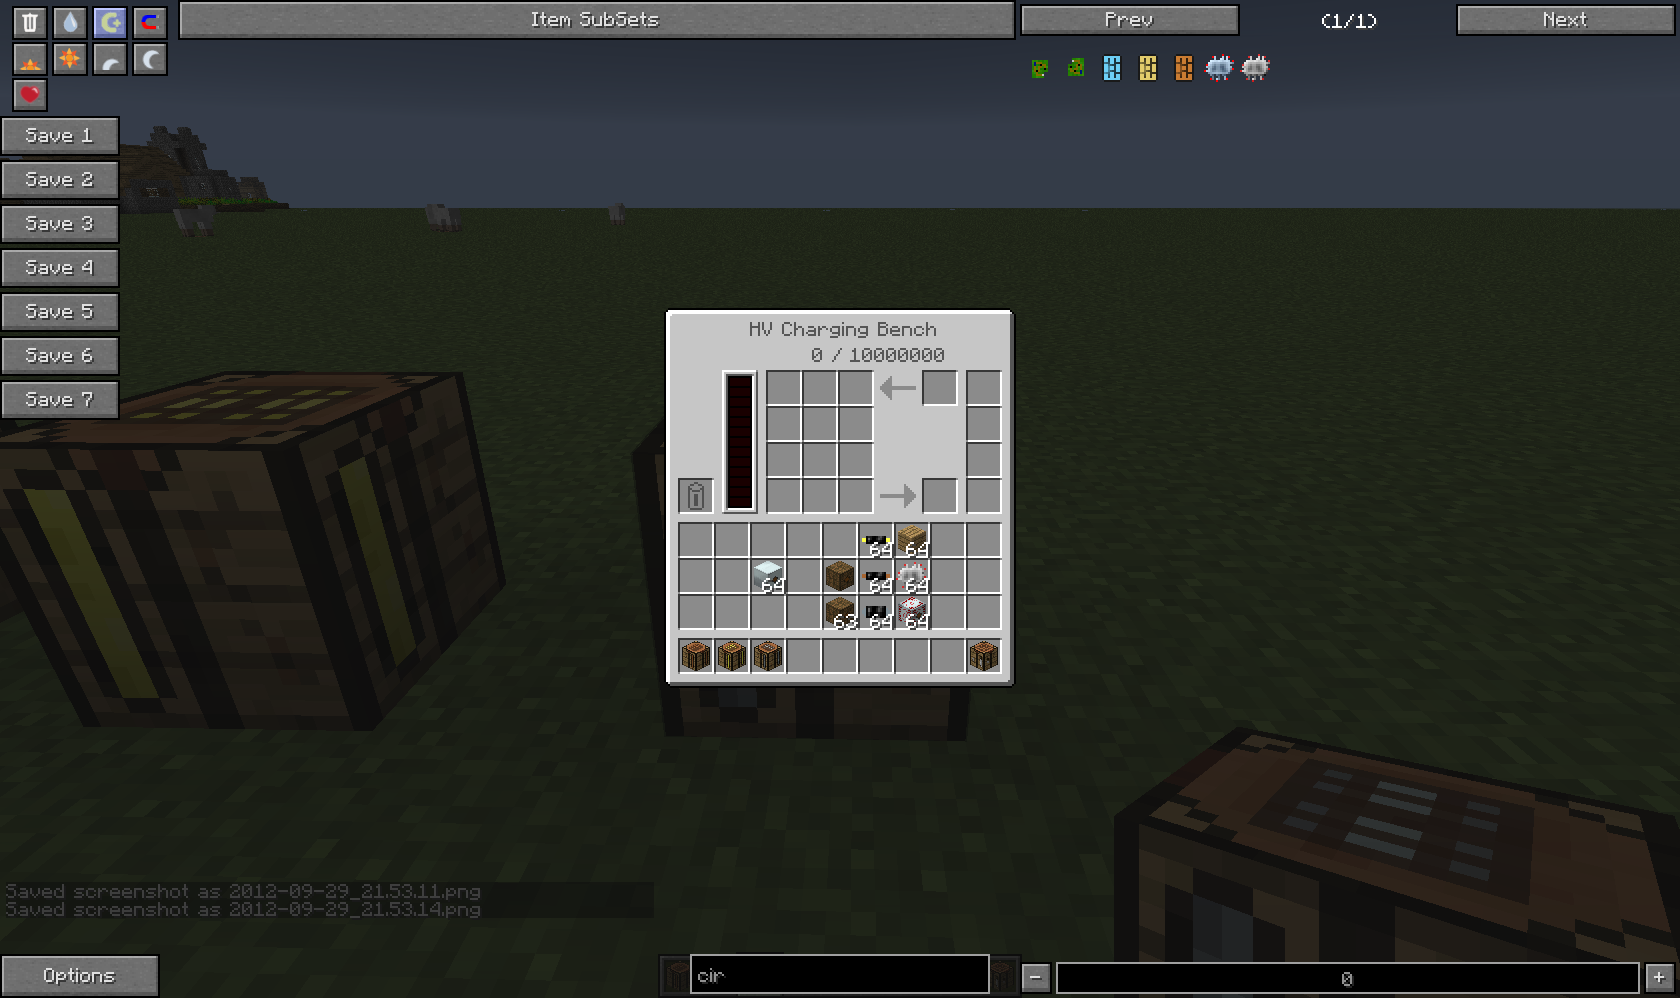 Item SubSets
Prev
(1/1)
Next
Save 1
Save 2
Save 3
Save 4
Save 5
Save 6
Save 7
HV Charging Bench
0 / 10000000
64
64
64
64
64
63
64
64
Saved screenshot as 2012-09-29_21.53.11.png
Saved screenshot as 2012-09-29_21.53.14.png
Options
cir
-
0
+